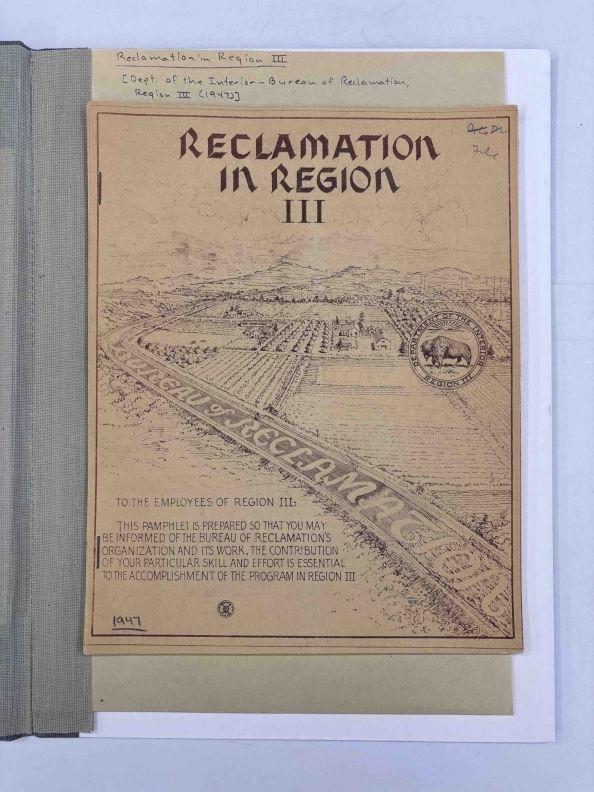 Reclamation in Region III
[Dept. of the Interior - Bureau of Reclamation,
Region III (1947)]
RECLAMATION
IN REGION
III
DEPARTMENT OF THE INTERIOR
REGION III
BUREAU of RECLAMATION
TO THE EMPLOYEES OF REGION III:
THIS PAMPHLET IS PREPARED SO THAT YOU MAY
BE INFORMED OF THE BUREAU OF RECLAMATION'S
ORGANIZATION AND ITS WORK. THE CONTRIBUTION
OF YOUR PARTICULAR SKILL AND EFFORT IS ESSENTIAL
TO THE ACCOMPLISHMENT OF THE PROGRAM IN REGION III
1947